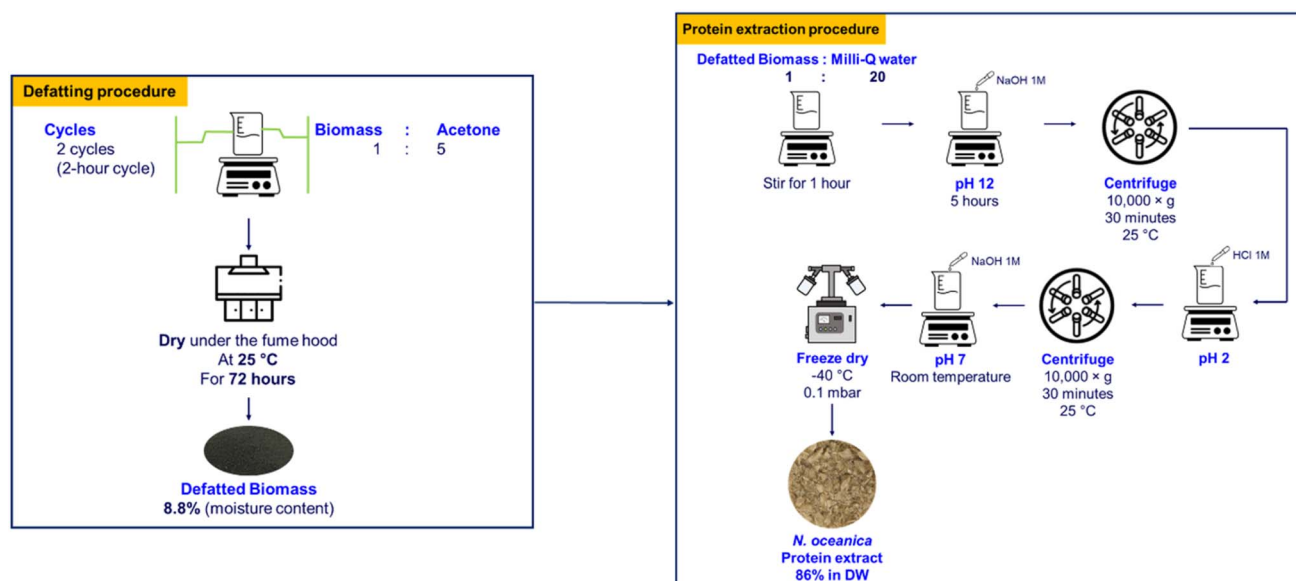 Defatting procedure
Cycles
2 cycles
(2-hour cycle)
Biomass : Acetone
1 : 5
Dry under the fume hood
At 25 °C
For 72 hours
Defatted Biomass
8.8% (moisture content)
Protein extraction procedure
Defatted Biomass : Milli-Q water
1 : 20
Stir for 1 hour
NaOH 1M
pH 12
5 hours
Centrifuge
10,000 × g
30 minutes
25 °C
HCl 1M
pH 2
Centrifuge
10,000 × g
30 minutes
25 °C
NaOH 1M
pH 7
Room temperature
Freeze dry
-40 °C
0.1 mbar
N. oceanica
Protein extract
86% in DW